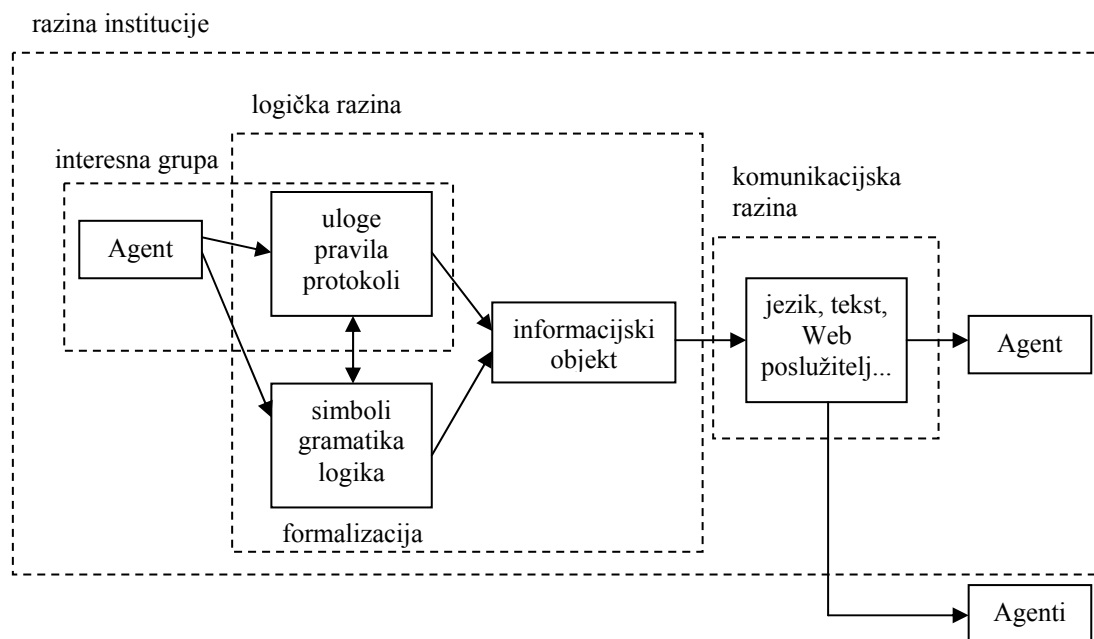 razina institucije
logička razina
interesna grupa
komunikacijska
razina
uloge
pravila
protokoli
Agent
informacijski
objekt
jezik, tekst,
Web
poslužitelj...
Agent
simboli
gramatika
logika
formalizacija
Agenti